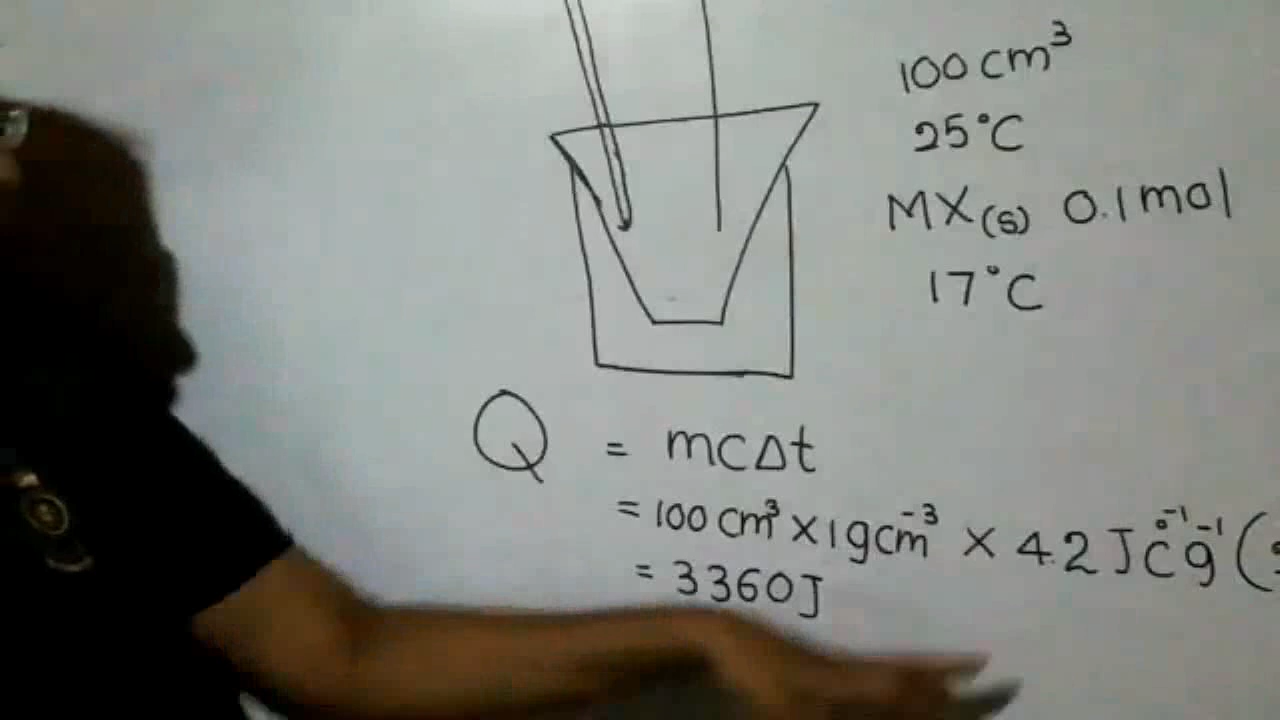 100 cm³
25°C
MX(s) 0.1 mol
17°C
Q = mcΔt
= 100 cm³ × 1 g cm⁻³ × 4.2 J °C⁻¹ g⁻¹ (
= 3360 J